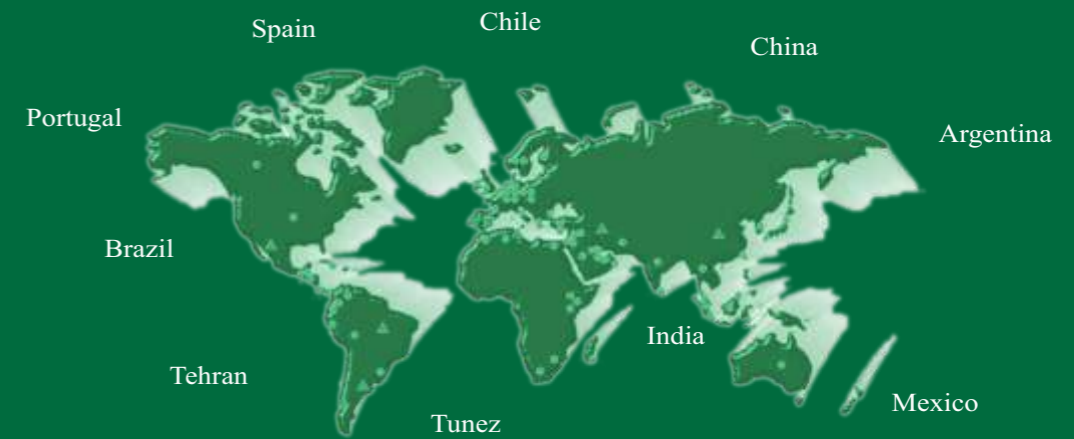 Chile
Spain
China
Portugal
Argentina
Brazil
India
Tehran
Mexico
Tunez